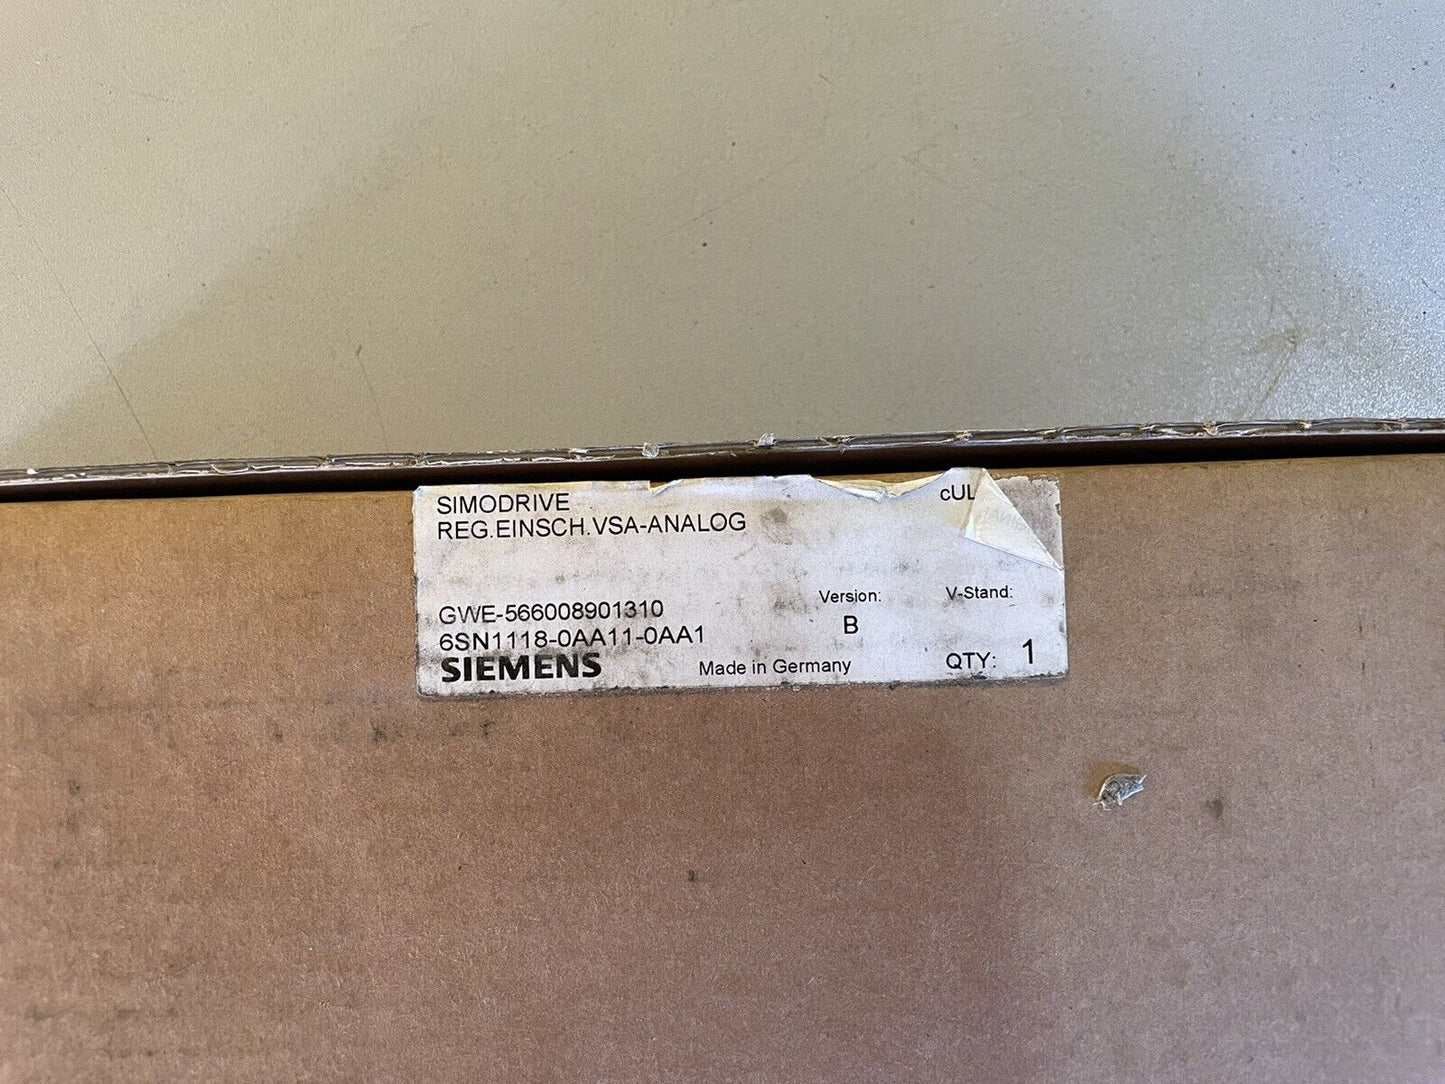 SIMODRIVE
REG.EINSCH.VSA-ANALOG
cUL
GWE-566008901310
6SN1118-0AA11-0AA1
SIEMENS
Made in Germany
Version:
B
V-Stand:
QTY: 1